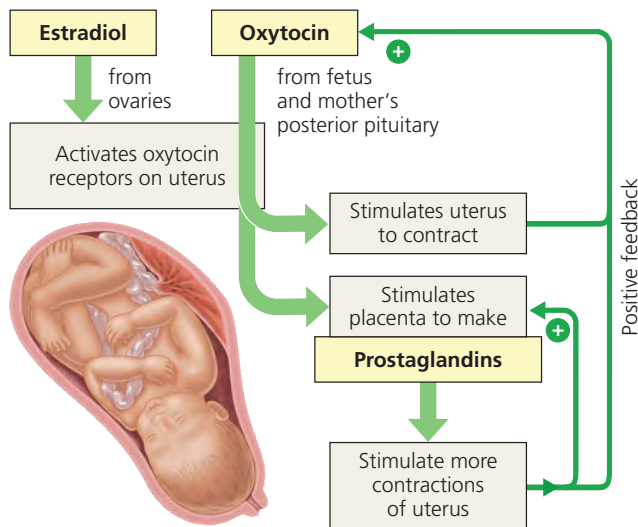 Estradiol
Oxytocin
+
from
ovaries
from fetus
and mother's
posterior pituitary
Activates oxytocin
receptors on uterus
Stimulates uterus
to contract
Stimulates
placenta to make
+
Prostaglandins
Stimulate more
contractions
of uterus
Positive feedback